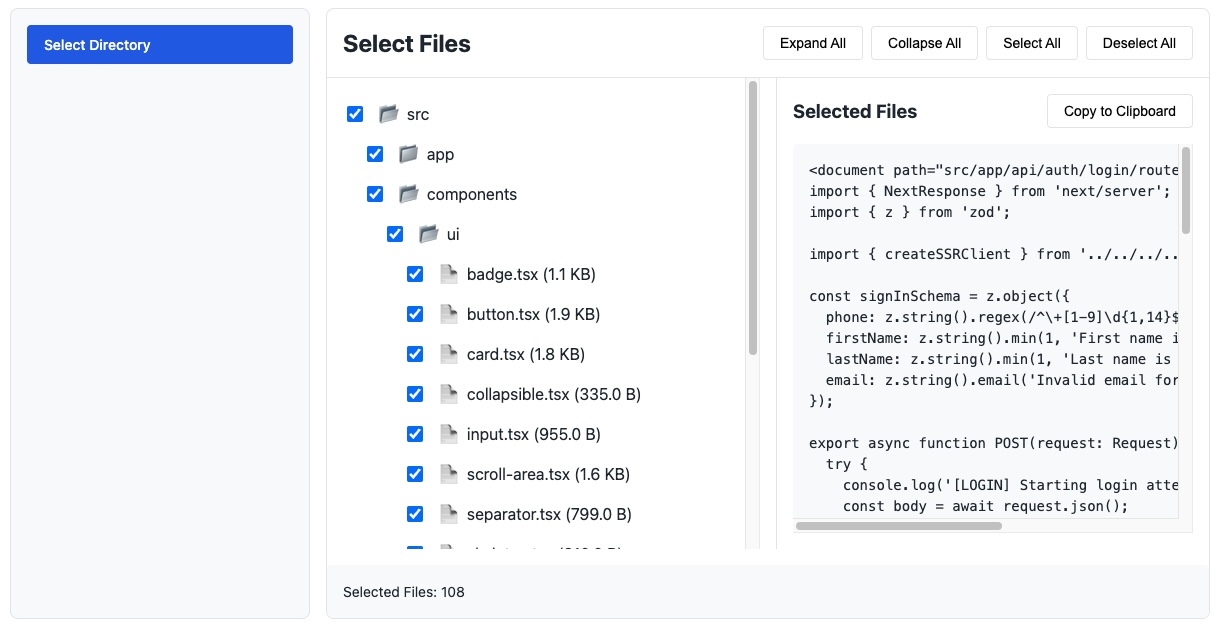 Select Directory
Select Files
Expand All
Collapse All
Select All
Deselect All
src
app
components
ui
badge.tsx (1.1 KB)
button.tsx (1.9 KB)
card.tsx (1.8 KB)
collapsible.tsx (335.0 B)
input.tsx (955.0 B)
scroll-area.tsx (1.6 KB)
separator.tsx (799.0 B)
Selected Files
Copy to Clipboard
<document path="src/app/api/auth/login/route
import { NextResponse } from 'next/server';
import { z } from 'zod';
import { createSSRClient } from '../../../..
const signInSchema = z.object({
phone: z.string().regex(/^\+[1-9]\d{1,14}$
firstName: z.string().min(1, 'First name i
lastName: z.string().min(1, 'Last name is
email: z.string().email('Invalid email for
});
export async function POST(request: Request)
try {
console.log('[LOGIN] Starting login atte
const body = await request.json();
Selected Files: 108